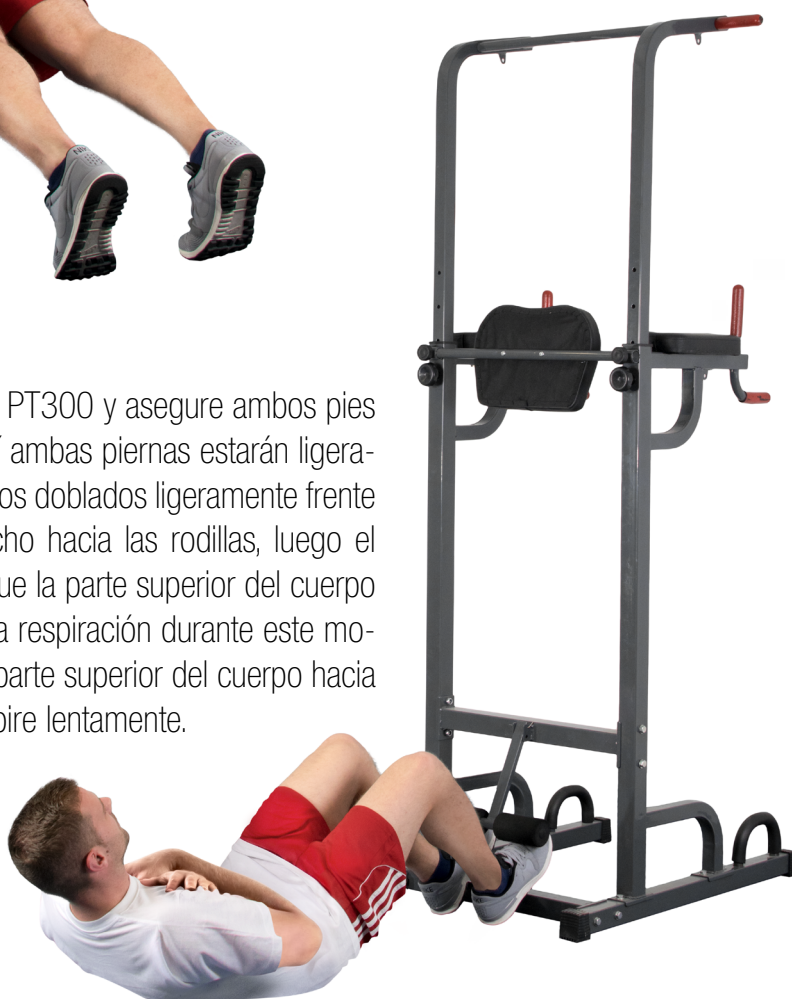 PT300 y asegure ambos pies
ambas piernas estarán ligera-
os doblados ligeramente frente
ho hacia las rodillas, luego el
ue la parte superior del cuerpo
a respiración durante este mo-
parte superior del cuerpo hacia
pire lentamente.